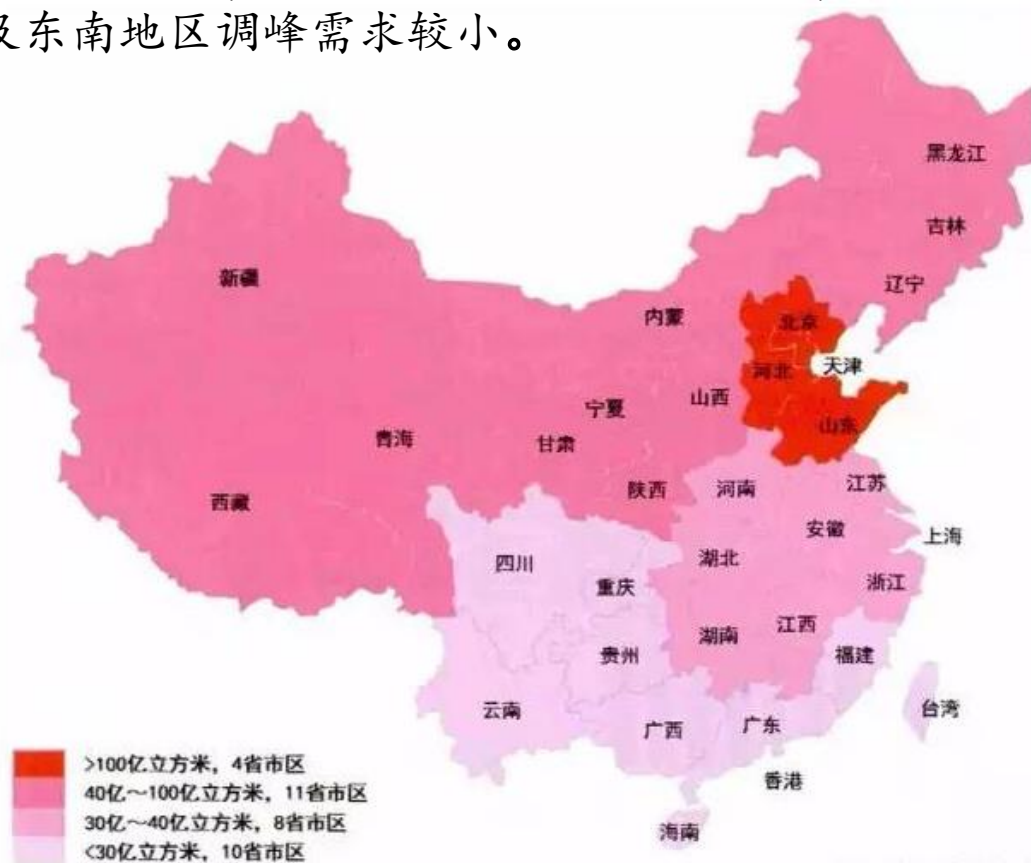 及东南地区调峰需求较小。
黑龙江
吉林
辽宁
新疆
内蒙
北京
天津
河北
山西
宁夏
山东
青海
甘肃
陕西
河南
江苏
西藏
安徽
上海
湖北
四川
浙江
重庆
江西
湖南
贵州
福建
云南
台湾
广西
广东
香港
海南
>100亿立方米，4省市区
40亿～100亿立方米，11省市区
30亿～40亿立方米，8省市区
<30亿立方米，10省市区